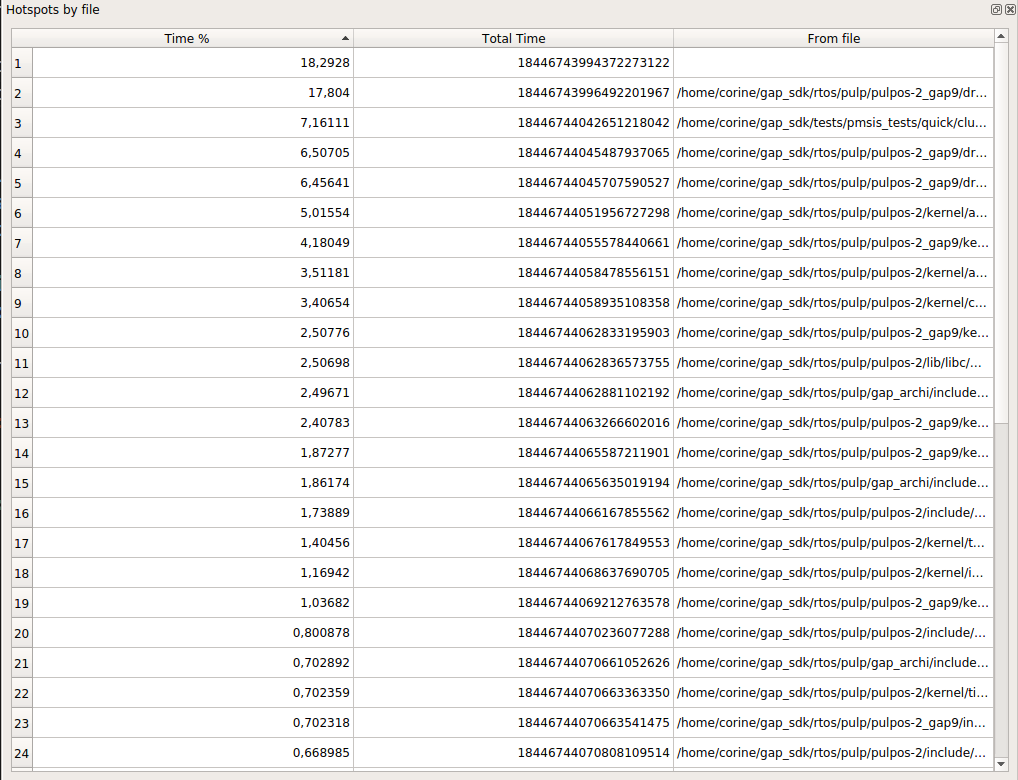 Hotspots by file
Time % Total Time From file
1 18,2928 18446743994372273122
2 17,804 18446743996492201967 /home/corine/gap_sdk/rtos/pulp/pulpos-2_gap9/dr...
3 7,16111 18446744042651218042 /home/corine/gap_sdk/tests/pmsis_tests/quick/clu...
4 6,50705 18446744045487937065 /home/corine/gap_sdk/rtos/pulp/pulpos-2_gap9/dr...
5 6,45641 18446744045707590527 /home/corine/gap_sdk/rtos/pulp/pulpos-2_gap9/dr...
6 5,01554 18446744051956727298 /home/corine/gap_sdk/rtos/pulp/pulpos-2/kernel/a...
7 4,18049 18446744055578440661 /home/corine/gap_sdk/rtos/pulp/pulpos-2_gap9/ke...
8 3,51181 18446744058478556151 /home/corine/gap_sdk/rtos/pulp/pulpos-2/kernel/a...
9 3,40654 18446744058935108358 /home/corine/gap_sdk/rtos/pulp/pulpos-2/kernel/c...
10 2,50776 18446744062833195903 /home/corine/gap_sdk/rtos/pulp/pulpos-2_gap9/ke...
11 2,50698 18446744062836573755 /home/corine/gap_sdk/rtos/pulp/pulpos-2/lib/libc/...
12 2,49671 18446744062881102192 /home/corine/gap_sdk/rtos/pulp/gap_archi/include...
13 2,40783 18446744063266602016 /home/corine/gap_sdk/rtos/pulp/pulpos-2_gap9/ke...
14 1,87277 18446744065587211901 /home/corine/gap_sdk/rtos/pulp/pulpos-2_gap9/ke...
15 1,86174 18446744065635019194 /home/corine/gap_sdk/rtos/pulp/gap_archi/include...
16 1,73889 18446744066167855562 /home/corine/gap_sdk/rtos/pulp/pulpos-2/include/...
17 1,40456 18446744067617849553 /home/corine/gap_sdk/rtos/pulp/pulpos-2/kernel/t...
18 1,16942 18446744068637690705 /home/corine/gap_sdk/rtos/pulp/pulpos-2/kernel/i...
19 1,03682 18446744069212763578 /home/corine/gap_sdk/rtos/pulp/pulpos-2_gap9/ke...
20 0,800878 18446744070236077288 /home/corine/gap_sdk/rtos/pulp/pulpos-2/include/...
21 0,702892 18446744070661052626 /home/corine/gap_sdk/rtos/pulp/gap_archi/include...
22 0,702359 18446744070663363350 /home/corine/gap_sdk/rtos/pulp/pulpos-2/kernel/ti...
23 0,702318 18446744070663541475 /home/corine/gap_sdk/rtos/pulp/pulpos-2_gap9/in...
24 0,668985 18446744070808109514 /home/corine/gap_sdk/rtos/pulp/pulpos-2/include/...